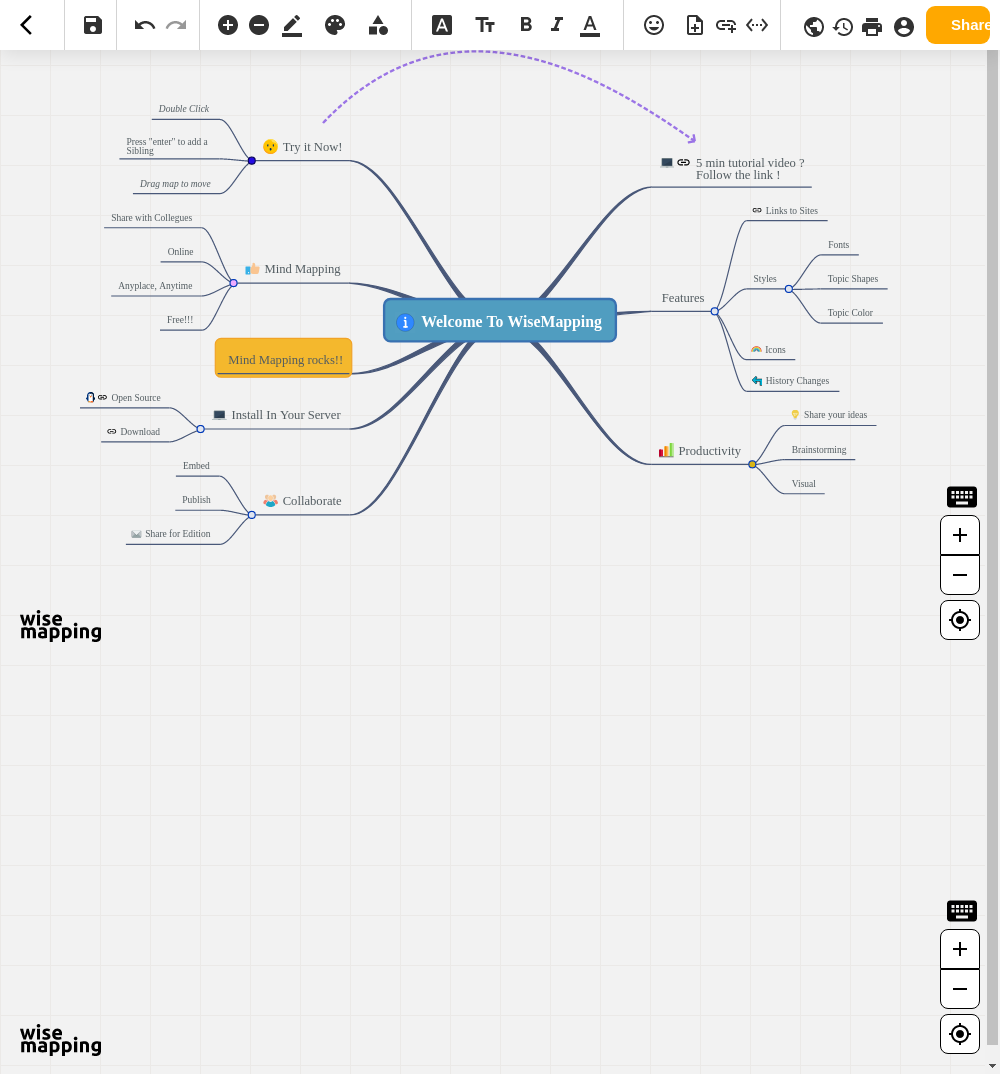 Share
Double Click
Try it Now!
Press "enter" to add a
Sibling
Drag map to move
5 min tutorial video ?
Follow the link !
Share with Collegues
Online
Mind Mapping
Anyplace, Anytime
Free!!!
Links to Sites
Fonts
Styles
Topic Shapes
Features
Topic Color
Welcome To WiseMapping
Icons
Mind Mapping rocks!!
History Changes
Open Source
Install In Your Server
Download
Share your ideas
Productivity
Brainstorming
Visual
Embed
Publish
Collaborate
Share for Edition
wise
mapping
wise
mapping